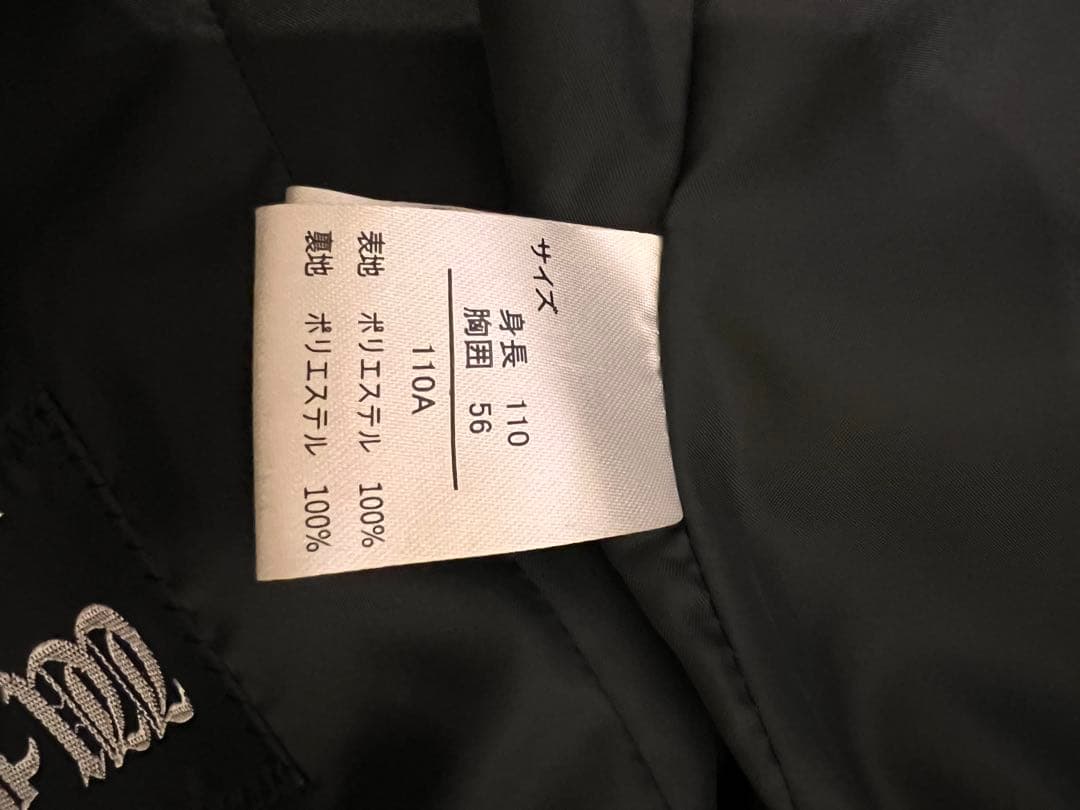 サイズ
身長 110
胸囲 56
110A
表地 ポリエステル 100%
裏地 ポリエステル 100%